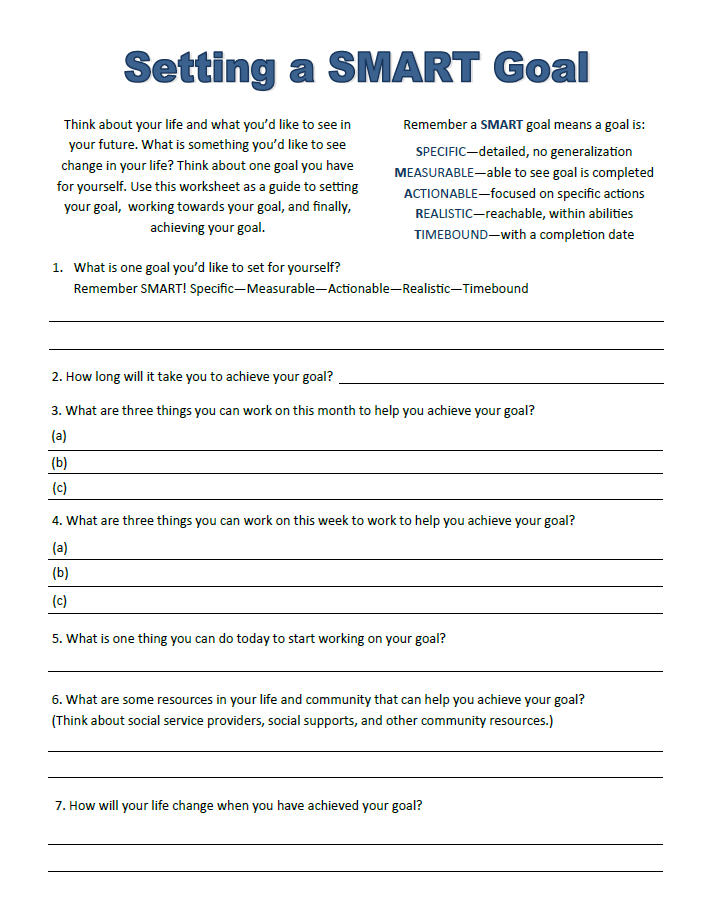 Setting a SMART Goal
Think about your life and what you'd like to see in
your future. What is something you'd like to see
change in your life? Think about one goal you have
for yourself. Use this worksheet as a guide to setting
your goal,  working towards your goal, and finally,
achieving your goal.
Remember a SMART goal means a goal is:
SPECIFIC—detailed, no generalization
MEASURABLE—able to see goal is completed
ACTIONABLE—focused on specific actions
REALISTIC—reachable, within abilities
TIMEBOUND—with a completion date
1. What is one goal you'd like to set for yourself?
Remember SMART! Specific—Measurable—Actionable—Realistic—Timebound
2. How long will it take you to achieve your goal?
3. What are three things you can work on this month to help you achieve your goal?
(a)
(b)
(c)
4. What are three things you can work on this week to work to help you achieve your goal?
(a)
(b)
(c)
5. What is one thing you can do today to start working on your goal?
6. What are some resources in your life and community that can help you achieve your goal?
(Think about social service providers, social supports, and other community resources.)
7. How will your life change when you have achieved your goal?